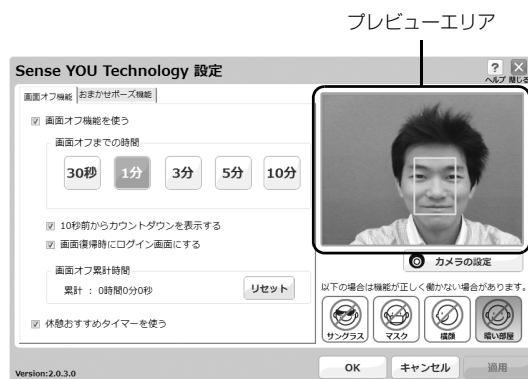 プレビューエリア
Sense YOU Technology 設定
ヘルプ 閉じる
画面オフ機能 おまかせポーズ機能
画面オフ機能を使う
画面オフまでの時間
30秒 1分 3分 5分 10分
10秒前からカウントダウンを表示する
画面復帰時にログイン画面にする
カメラの設定
画面オフ累計時間
累計 : 0時間0分0秒 リセット
以下の場合は機能が正しく働かない場合があります。
サングラス マスク 横顔 暗い部屋
休憩おすすめタイマーを使う
Version:2.0.3.0
OK キャンセル 適用